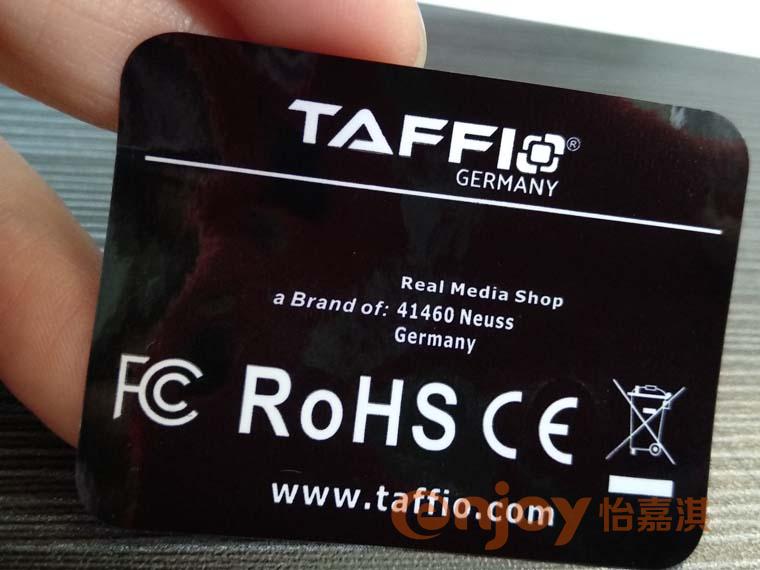 TAFFIO®
GERMANY
Real Media Shop
a Brand of: 41460 Neuss
Germany
FC RoHS CE
www.taffio.com
enjoy 怡嘉淇